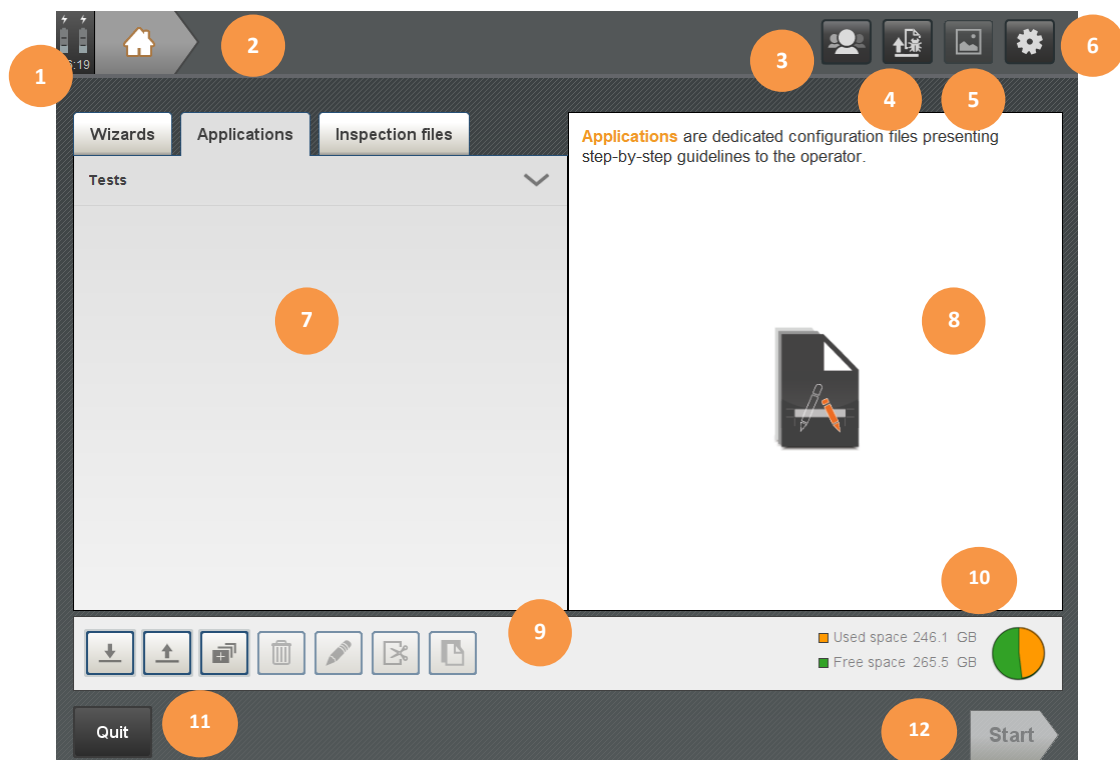 1
:19
2
3
4
5
6
Wizards
Applications
Inspection files
Applications are dedicated configuration files presenting
step-by-step guidelines to the operator.
Tests
7
8
9
10
Used space 246.1 GB
Free space 265.5 GB
11
Quit
12
Start